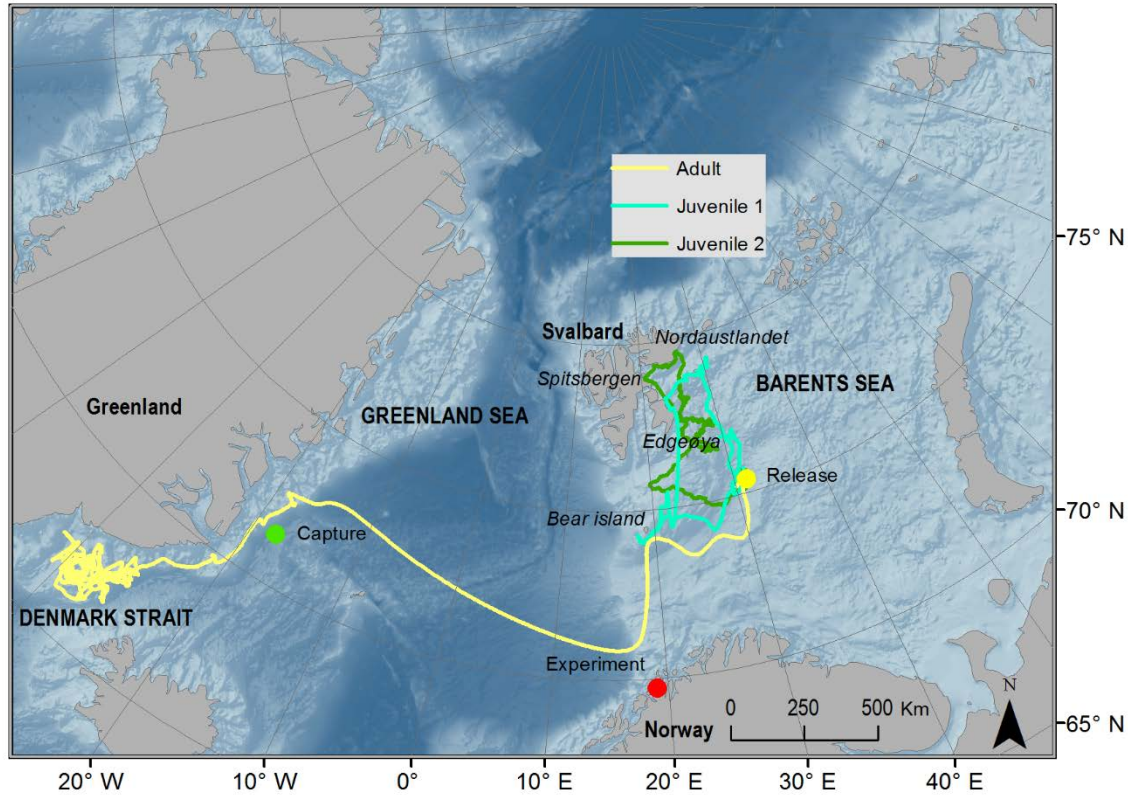 Adult
Juvenile 1
Juvenile 2
75° N
Svalbard
Nordaustlandet
Spitsbergen
BARENTS SEA
Greenland
GREENLAND SEA
Edgeøya
Release
70° N
Bear island
Capture
DENMARK STRAIT
Experiment
N
0 250 500 Km
Norway
65° N
20° W 10° W 0° 10° E 20° E 30° E 40° E